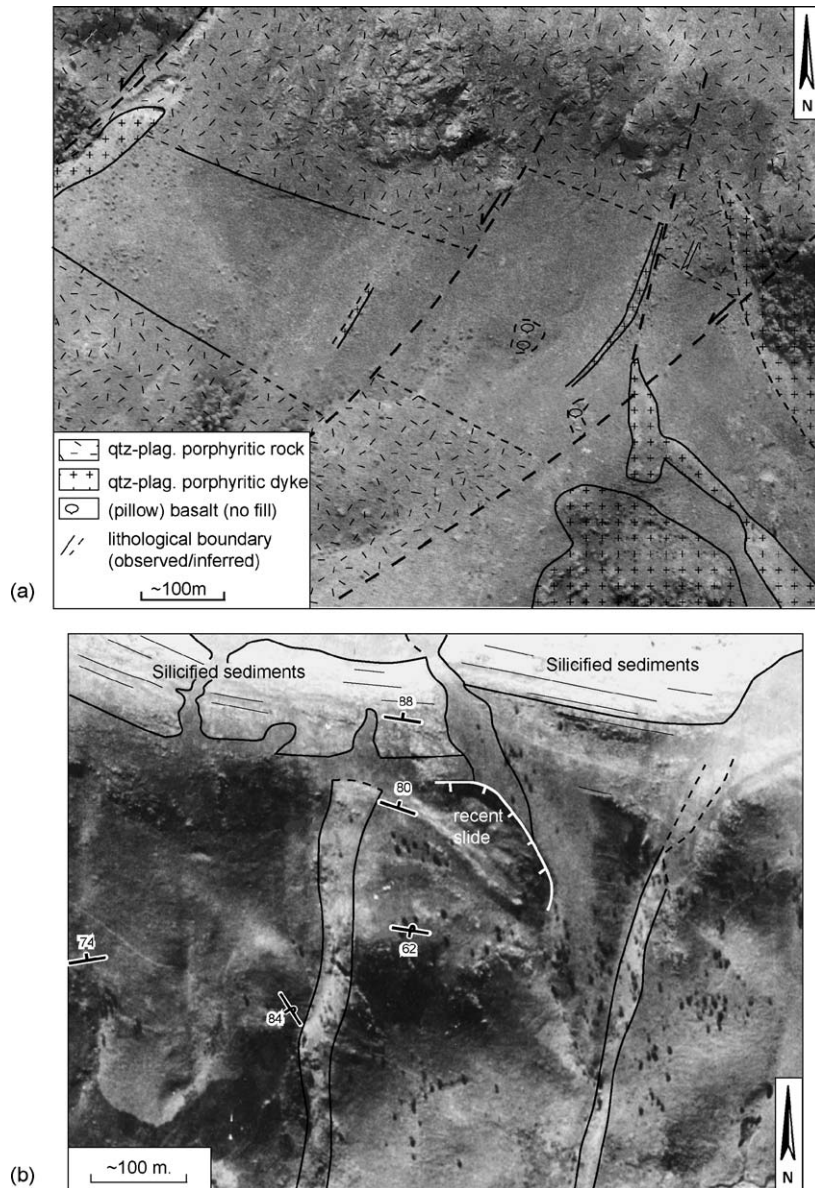 N
qtz-plag. porphyritic rock
qtz-plag. porphyritic dyke
(pillow) basalt (no fill)
lithological boundary
(observed/inferred)
~100m
(a)
Silicified sediments
Silicified sediments
88
80
recent
slide
74
62
84
~100 m.
N
(b)